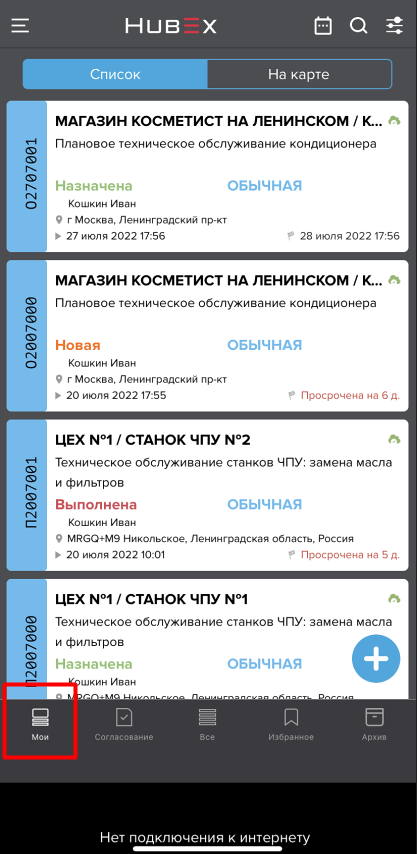 HUBEX
Список
На карте
О2707001
МАГАЗИН КОСМЕТИСТ НА ЛЕНИНСКОМ / К...
Плановое техническое обслуживание кондиционера
Назначена ОБЫЧНАЯ
Кошкин Иван
г Москва, Ленинградский пр-кт
27 июля 2022 17:56 28 июля 2022 17:56
О2007000
МАГАЗИН КОСМЕТИСТ НА ЛЕНИНСКОМ / К...
Плановое техническое обслуживание кондиционера
Новая ОБЫЧНАЯ
Кошкин Иван
г Москва, Ленинградский пр-кт
20 июля 2022 17:55 Просрочена на 6 д.
П2007001
ЦЕХ №1 / СТАНОК ЧПУ №2
Техническое обслуживание станков ЧПУ: замена масла
и фильтров
Выполнена ОБЫЧНАЯ
Кошкин Иван
MRGQ+M9 Никольское, Ленинградская область, Россия
20 июля 2022 10:01 Просрочена на 5 д.
П2007000
ЦЕХ №1 / СТАНОК ЧПУ №1
Техническое обслуживание станков ЧПУ: замена масла
и фильтров
Назначена ОБЫЧНАЯ
Кошкин Иван
MRGQ+M9 Никольское, Ленинградская область, Россия
Мои Согласование Все Избранное Архив
Нет подключения к интернету